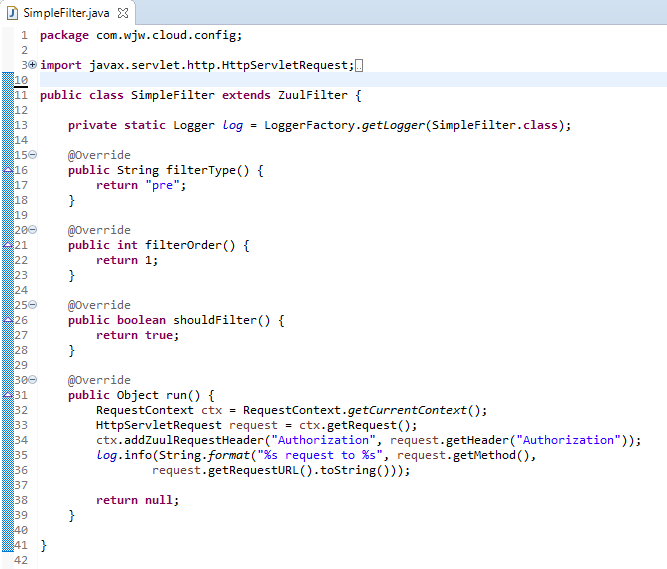 SimpleFilter.java
1 package com.wjw.cloud.config;
2
3 import javax.servlet.http.HttpServletRequest;
10
11 public class SimpleFilter extends ZuulFilter {
12
13     private static Logger log = LoggerFactory.getLogger(SimpleFilter.class);
14
15     @Override
16     public String filterType() {
17         return "pre";
18     }
19
20     @Override
21     public int filterOrder() {
22         return 1;
23     }
24
25     @Override
26     public boolean shouldFilter() {
27         return true;
28     }
29
30     @Override
31     public Object run() {
32         RequestContext ctx = RequestContext.getCurrentContext();
33         HttpServletRequest request = ctx.getRequest();
34         ctx.addZuulRequestHeader("Authorization", request.getHeader("Authorization"));
35         log.info(String.format("%s request to %s", request.getMethod(),
36                 request.getRequestURL().toString()));
37
38         return null;
39     }
40
41 }
42